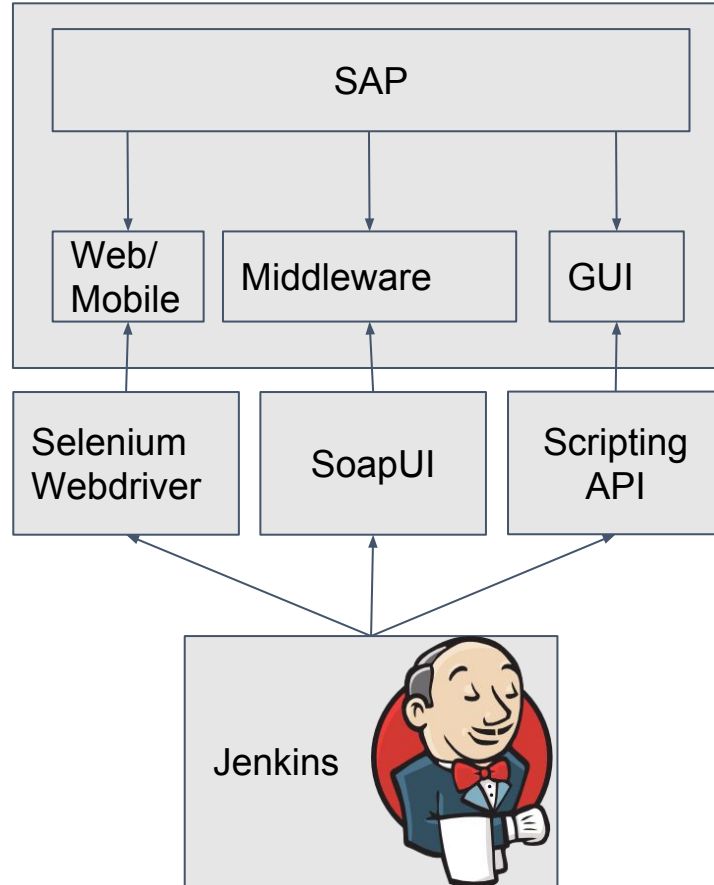 SAP
Web/
Mobile
Middleware
GUI
Selenium
Webdriver
SoapUI
Scripting
API
Jenkins